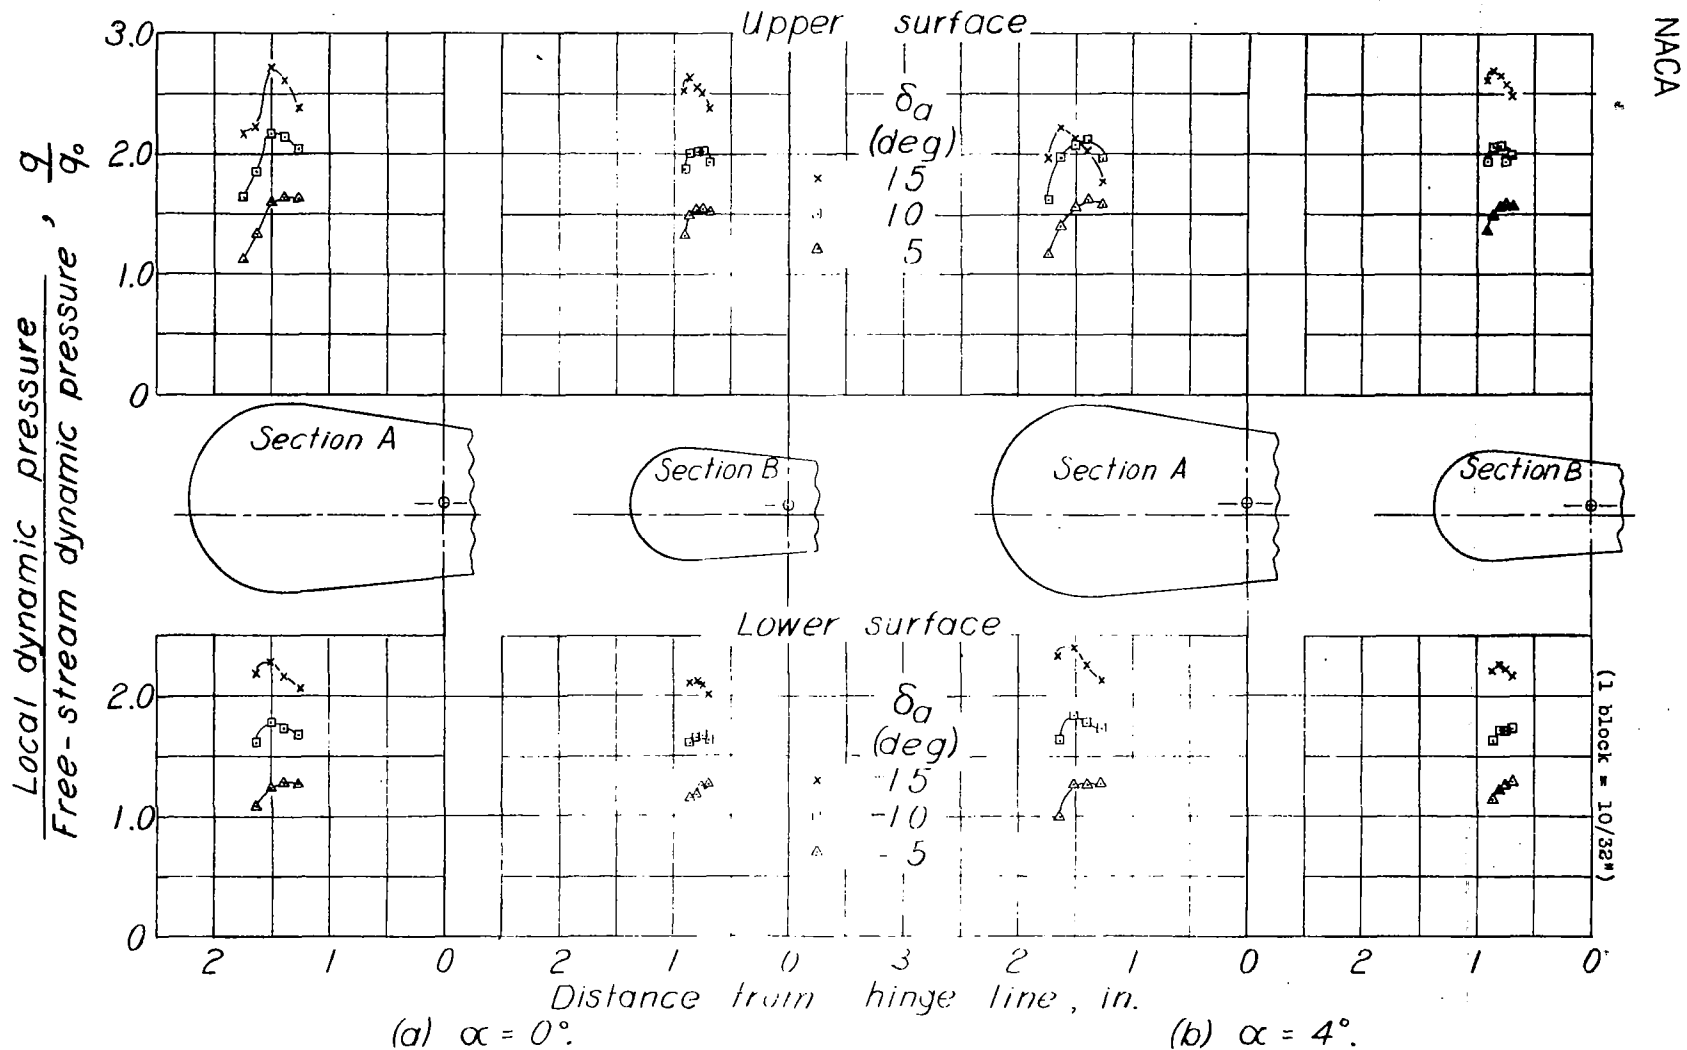 NACA
Upper surface
Local dynamic pressure
Free-stream dynamic pressure , q/q₀
3.0
2.0
1.0
0
δa
(deg)
× 15
⊡ 10
△ 5
Section A
Section B
Section A
Section B
Lower surface
2.0
1.0
0
δa
(deg)
× -15
⊡ -10
△ -5
2 1 0 2 1 0 3 2 1 0 2 1 0
Distance from hinge line, in.
(a) α = 0°.
(b) α = 4°.
(1 block = 10/32")